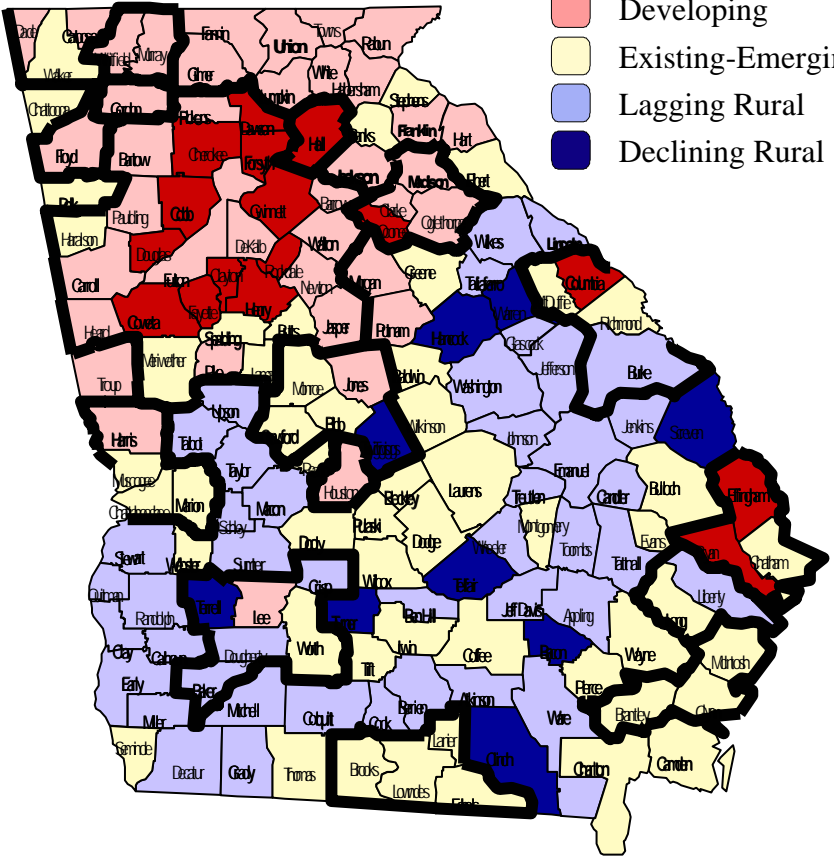 Developing
Existing-Emergin
Lagging Rural
Declining Rural
Dade
Walker
Murray
Fannin
Union
Towns
Rabun
Gilmer
White
Habersham
Stephens
Chattooga
Gordon
Pickens
Lumpkin
Dawson
Hall
Banks
Franklin
Hart
Floyd
Bartow
Cherokee
Forsyth
Jackson
Madison
Elbert
Polk
Paulding
Cobb
Gwinnett
Barrow
Clarke
Oconee
Oglethorpe
Haralson
Douglas
DeKalb
Walton
Wilkes
Lincoln
Carroll
Fulton
Clayton
Rockdale
Newton
Morgan
Greene
Taliaferro
Columbia
Heard
Coweta
Fayette
Henry
Warren
McDuffie
Richmond
Spalding
Butts
Jasper
Putnam
Hancock
Glascock
Meriwether
Pike
Lamar
Monroe
Jones
Baldwin
Washington
Jefferson
Burke
Troup
Upson
Harris
Talbot
Crawford
Bibb
Twiggs
Wilkinson
Johnson
Jenkins
Screven
Muscogee
Taylor
Houston
Laurens
Emanuel
Candler
Bulloch
Effingham
Marion
Macon
Bleckley
Treutlen
Chattahoochee
Schley
Pulaski
Dodge
Montgomery
Evans
Bryan
Chatham
Stewart
Webster
Sumter
Dooly
Wheeler
Toombs
Tattnall
Quitman
Randolph
Terrell
Lee
Crisp
Wilcox
Telfair
Liberty
Turner
Ben Hill
Jeff Davis
Appling
Long
Clay
Calhoun
Dougherty
Worth
Irwin
Coffee
Bacon
Wayne
McIntosh
Early
Baker
Tift
Pierce
Miller
Mitchell
Colquitt
Cook
Berrien
Atkinson
Ware
Brantley
Glynn
Seminole
Decatur
Grady
Thomas
Brooks
Lanier
Lowndes
Echols
Clinch
Charlton
Camden